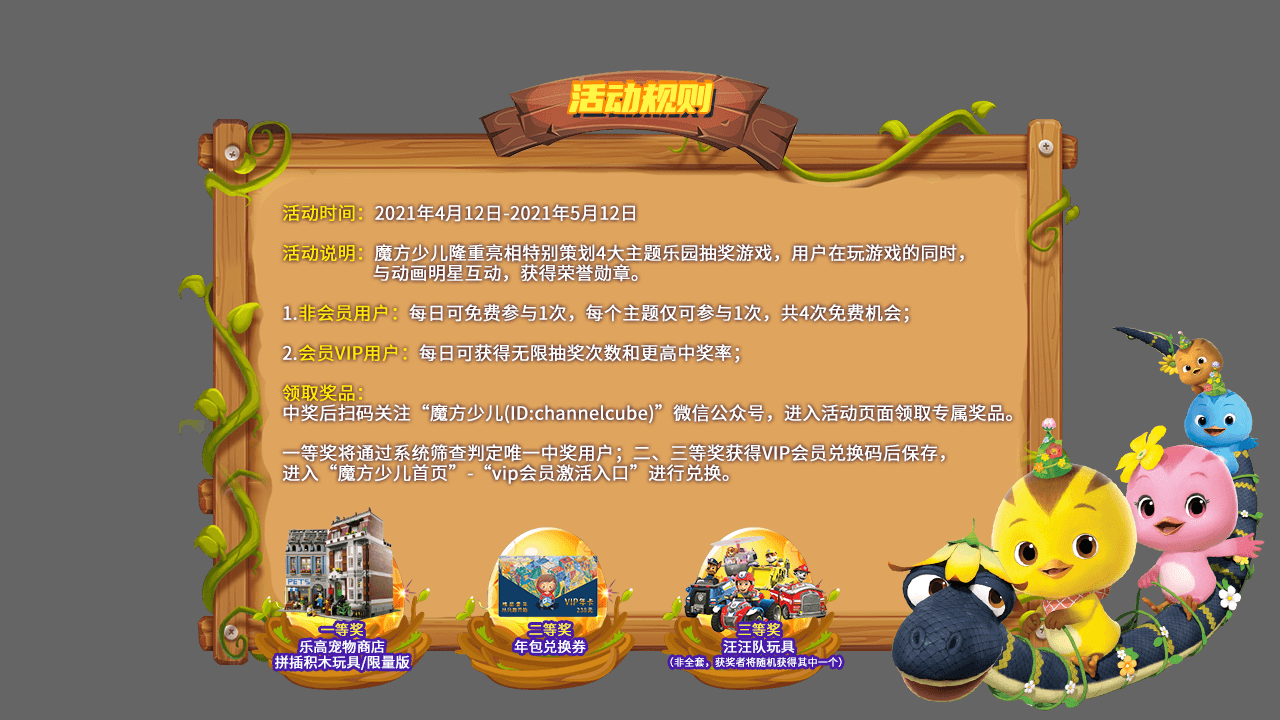 活动规则
活动时间：2021年4月12日-2021年5月12日
活动说明：魔方少儿隆重亮相特别策划4大主题乐园抽奖游戏，用户在玩游戏的同时，
与动画明星互动，获得荣誉勋章。
1.非会员用户：每日可免费参与1次，每个主题仅可参与1次，共4次免费机会；
2.会员VIP用户：每日可获得无限抽奖次数和更高中奖率；
领取奖品：
中奖后扫码关注“魔方少儿(ID:channelcube)”微信公众号，进入活动页面领取专属奖品。
一等奖将通过系统筛查判定唯一中奖用户；二、三等奖获得VIP会员兑换码后保存，
进入“魔方少儿首页”-“vip会员激活入口”进行兑换。
PETS
VIP年卡
一等奖
乐高宠物商店
拼插积木玩具/限量版
二等奖
年包兑换券
三等奖
汪汪队玩具
（非全套，获奖者将随机获得其中一个）